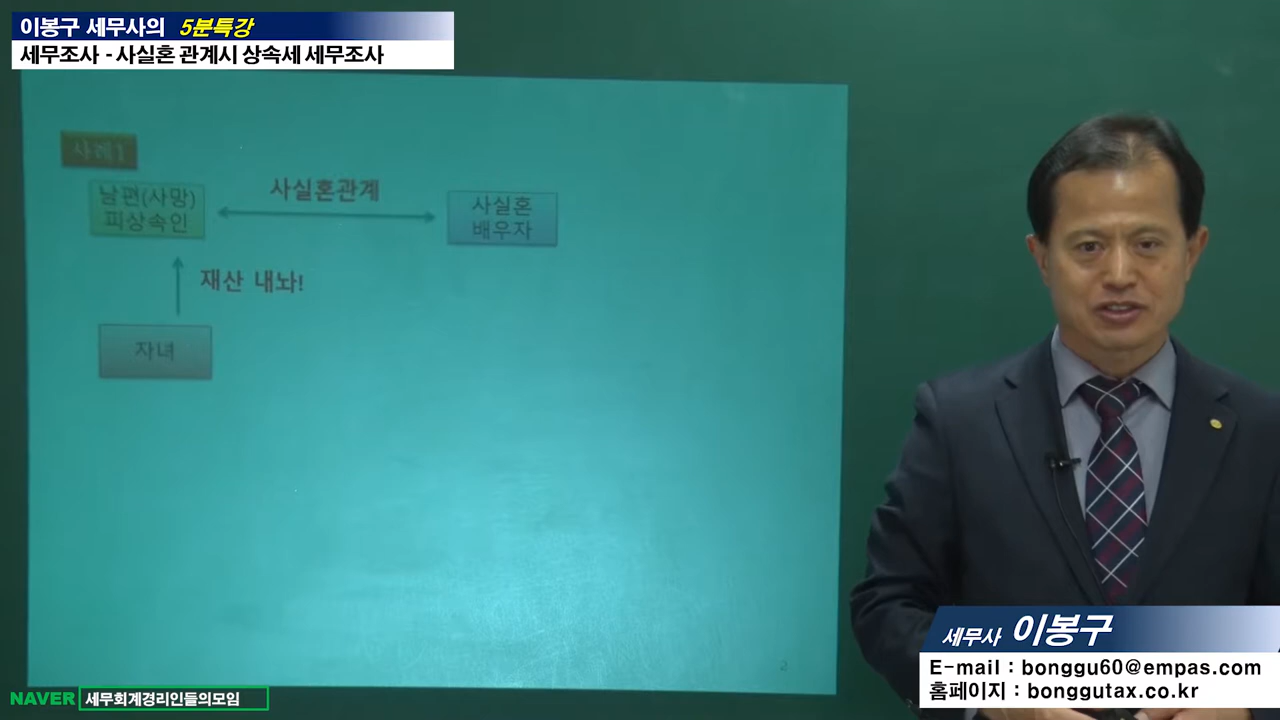 이봉구 세무사의 5분특강
세무조사 - 사실혼 관계시 상속세 세무조사
사례1
남편(사망)
피상속인
사실혼관계
사실혼
배우자
재산 내놔!
자녀
2
세무사 이봉구
E-mail : bonggu60@empas.com
홈페이지 : bonggutax.co.kr
NAVER 세무회계경리인들의모임